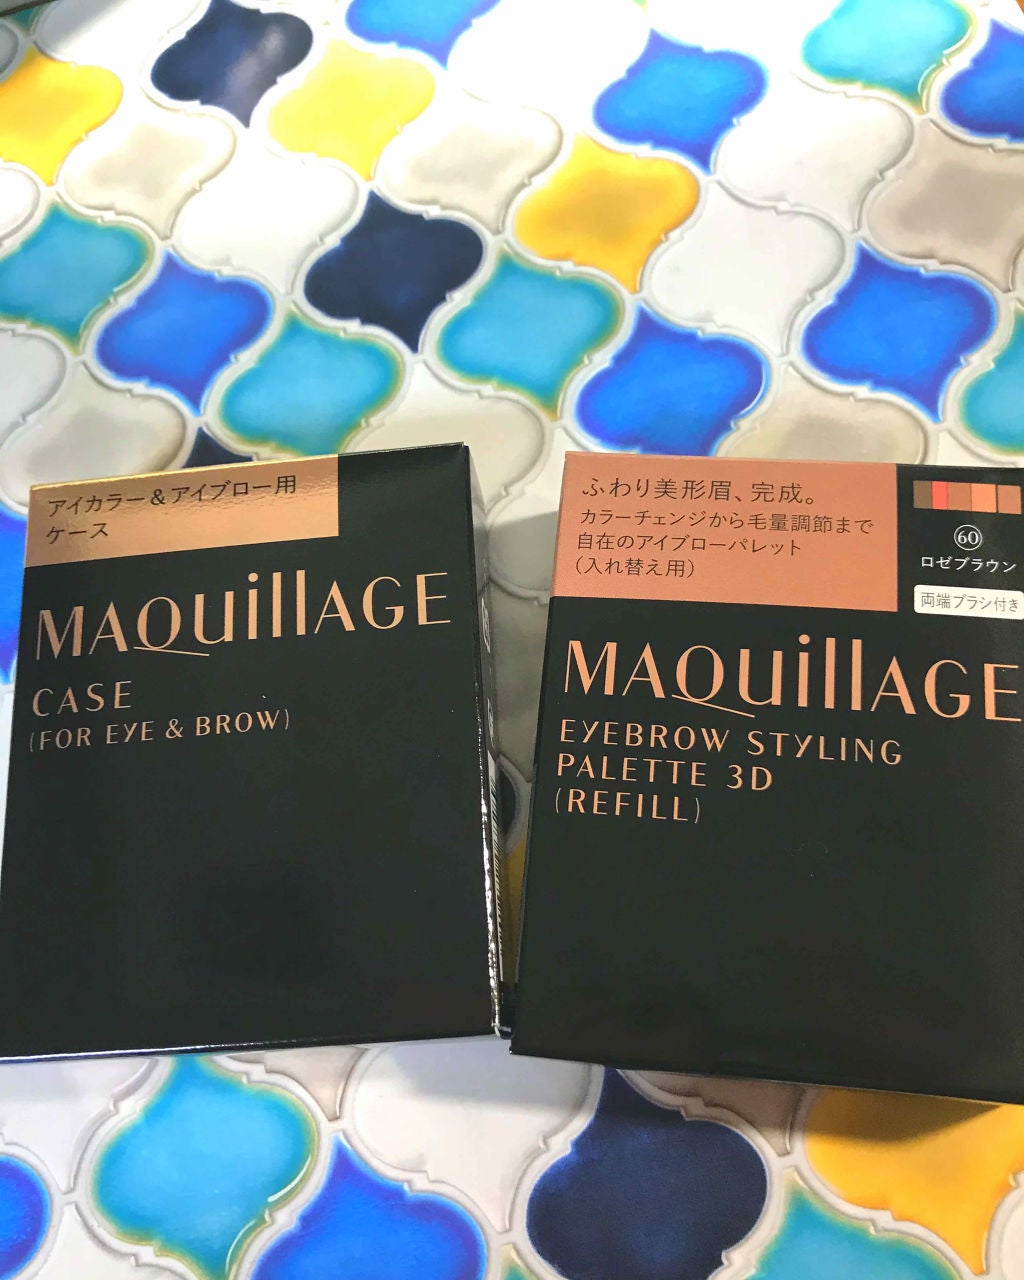 アイカラー&アイブロー用
ケース
MAQuillAGE
CASE
(FOR EYE & BROW)
ふわり美形眉、完成。
カラーチェンジから毛量調節まで
自在のアイブローパレット
(入れ替え用)
60
ロゼブラウン
両端ブラシ付き
MAQuillAGE
EYEBROW STYLING
PALETTE 3D
(REFILL)